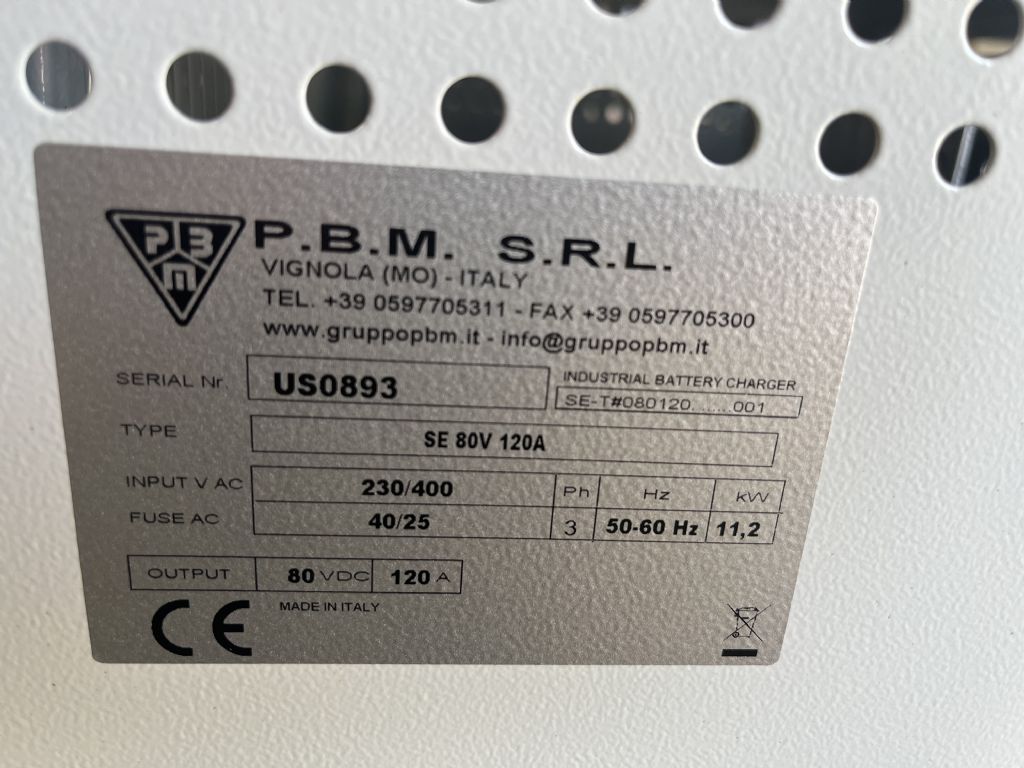 PBM
P.B.M. S.R.L.
VIGNOLA (MO) - ITALY
TEL. +39 0597705311 - FAX +39 0597705300
www.gruppopbm.it - info@gruppopbm.it
SERIAL Nr. US0893
INDUSTRIAL BATTERY CHARGER
SE-T#080120.......001
TYPE SE 80V 120A
INPUT V AC 230/400 Ph Hz kW
FUSE AC 40/25 3 50-60 Hz 11,2
OUTPUT 80 VDC 120 A
CE MADE IN ITALY